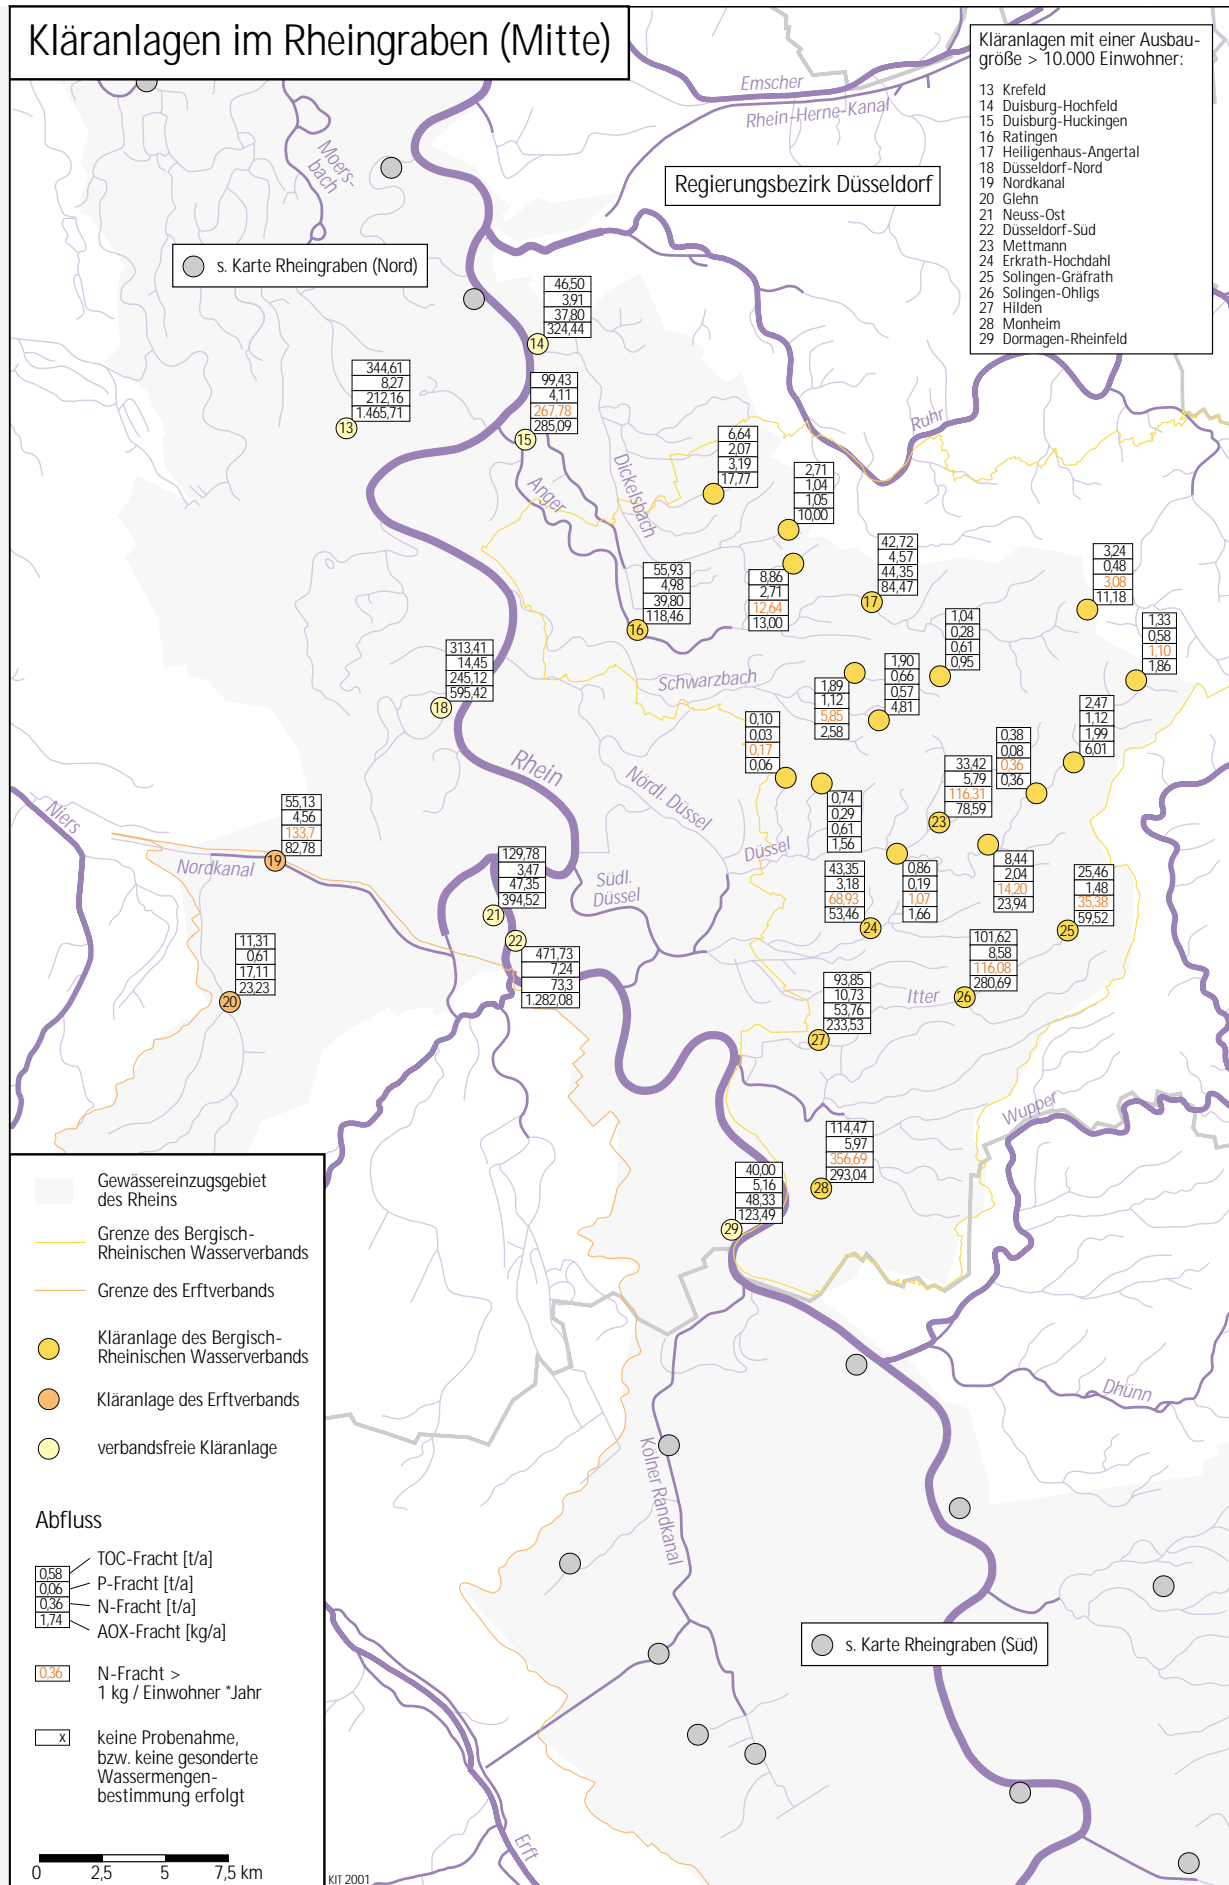 Kläranlagen im Rheingraben (Mitte)
Kläranlagen mit einer Ausbau-
größe > 10.000 Einwohner:
13 Krefeld
14 Duisburg-Hochfeld
15 Duisburg-Huckingen
16 Ratingen
17 Heiligenhaus-Angertal
18 Düsseldorf-Nord
19 Nordkanal
20 Glehn
21 Neuss-Ost
22 Düsseldorf-Süd
23 Mettmann
24 Erkrath-Hochdahl
25 Solingen-Gräfrath
26 Solingen-Ohligs
27 Hilden
28 Monheim
29 Dormagen-Rheinfeld
Emscher
Rhein-Herne-Kanal
Moers-
bach
Regierungsbezirk Düsseldorf
s. Karte Rheingraben (Nord)
46,50
3,91
37,80
324,44
14
344,61
8,27
212,16
1.465,71
13
99,43
4,11
267,78
285,09
15
Ruhr
6,64
2,07
3,19
17,77
Dickelsbach
Anger
2,71
1,04
1,05
10,00
42,72
4,57
44,35
84,47
17
3,24
0,48
3,08
11,18
55,93
4,98
39,80
118,46
16
8,86
2,71
12,64
13,00
1,04
0,28
0,61
0,95
1,33
0,58
1,10
1,86
313,41
14,45
245,12
595,42
18
Schwarzbach
1,90
0,66
0,57
4,81
1,89
1,12
5,85
2,58
2,47
1,12
1,99
6,01
0,10
0,03
0,17
0,06
0,38
0,08
0,36
0,36
Rhein
Nördl. Düssel
33,42
5,79
116,31
78,59
23
0,74
0,29
0,61
1,56
Niers
55,13
4,56
133,7
82,78
19
Nordkanal
129,78
3,47
47,35
394,52
21
Südl.
Düssel
Düssel
43,35
3,18
68,93
53,46
24
0,86
0,19
1,07
1,66
8,44
2,04
14,20
23,94
25,46
1,48
35,38
59,52
25
11,31
0,61
17,11
23,23
20
22
471,73
7,24
73,3
1.282,08
101,62
8,58
116,08
280,69
26
Itter
93,85
10,73
53,76
233,53
27
Wupper
114,47
5,97
356,69
293,04
28
40,00
5,16
48,33
123,49
29
Dhünn
Kölner Randkanal
s. Karte Rheingraben (Süd)
Erft
Gewässereinzugsgebiet
des Rheins
Grenze des Bergisch-
Rheinischen Wasserverbands
Grenze des Erftverbands
Kläranlage des Bergisch-
Rheinischen Wasserverbands
Kläranlage des Erftverbands
verbandsfreie Kläranlage
Abfluss
0,58 TOC-Fracht [t/a]
0,06 P-Fracht [t/a]
0,36 N-Fracht [t/a]
1,74 AOX-Fracht [kg/a]
0,36 N-Fracht >
1 kg / Einwohner *Jahr
x keine Probenahme,
bzw. keine gesonderte
Wassermengen-
bestimmung erfolgt
0 2,5 5 7,5 km
KIT 2001